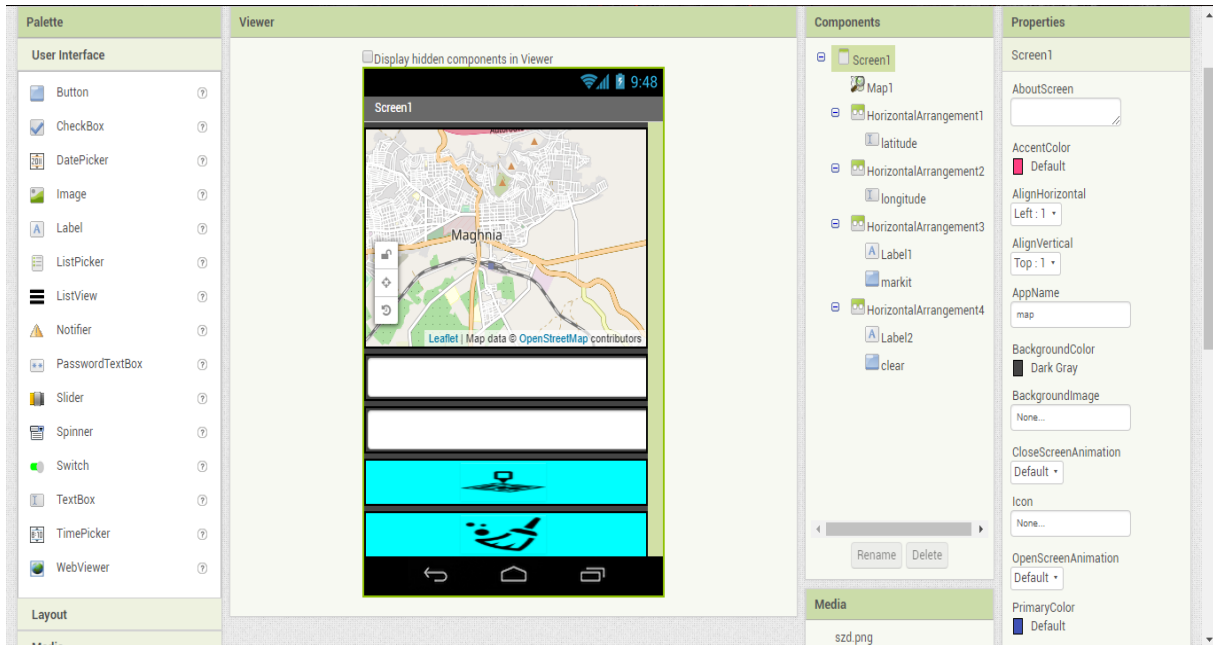 Palette
User Interface
Button
CheckBox
DatePicker
Image
Label
ListPicker
ListView
Notifier
PasswordTextBox
Slider
Spinner
Switch
TextBox
TimePicker
WebViewer
Layout
Viewer
Display hidden components in Viewer
9:48
Screen1
Maghnia
Leaflet | Map data © OpenStreetMap contributors
Components
Screen1
Map1
HorizontalArrangement1
latitude
HorizontalArrangement2
longitude
HorizontalArrangement3
Label1
markit
HorizontalArrangement4
Label2
clear
Rename Delete
Media
szd.png
Properties
Screen1
AboutScreen
AccentColor
Default
AlignHorizontal
Left : 1
AlignVertical
Top : 1
AppName
map
BackgroundColor
Dark Gray
BackgroundImage
None...
CloseScreenAnimation
Default
Icon
None...
OpenScreenAnimation
Default
PrimaryColor
Default